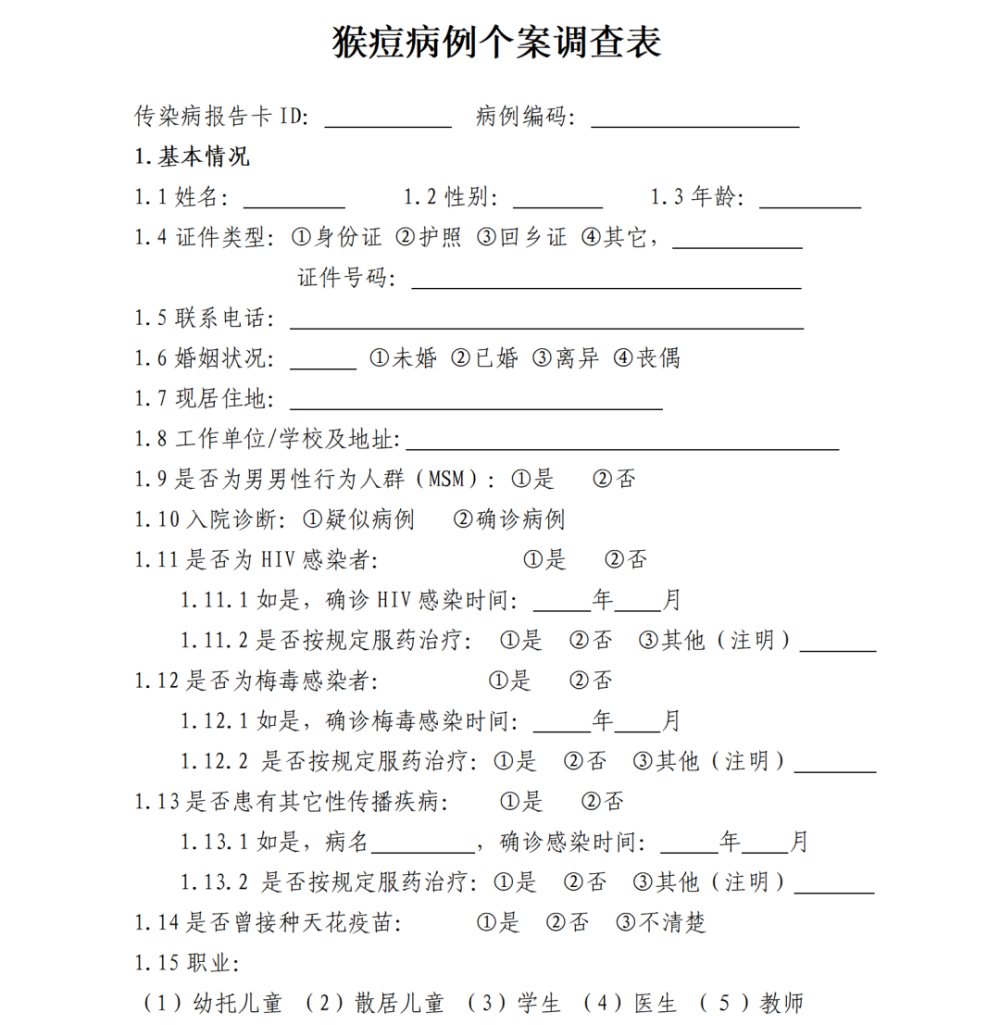 猴痘病例个案调查表
传染病报告卡 ID：__________ 病例编码：__________________
1.基本情况
1.1 姓名：_________ 1.2 性别：________ 1.3 年龄：_________
1.4 证件类型：①身份证 ②护照 ③回乡证 ④其它，___________
证件号码：__________________________________
1.5 联系电话：_____________________________________________
1.6 婚姻状况：______ ①未婚 ②已婚 ③离异 ④丧偶
1.7 现居住地：________________________________
1.8 工作单位/学校及地址:______________________________________
1.9 是否为男男性行为人群（MSM）：①是 ②否
1.10 入院诊断：①疑似病例 ②确诊病例
1.11 是否为 HIV 感染者： ①是 ②否
1.11.1 如是，确诊 HIV 感染时间：_____年____月
1.11.2 是否按规定服药治疗： ①是 ②否 ③其他（注明）_______
1.12 是否为梅毒感染者： ①是 ②否
1.12.1 如是，确诊梅毒感染时间：_____年____月
1.12.2 是否按规定服药治疗：①是 ②否 ③其他（注明）_______
1.13 是否患有其它性传播疾病： ①是 ②否
1.13.1 如是，病名_________，确诊感染时间：_____年____月
1.13.2 是否按规定服药治疗：①是 ②否 ③其他（注明）_______
1.14 是否曾接种天花疫苗： ①是 ②否 ③不清楚
1.15 职业：
（1）幼托儿童 （2）散居儿童 （3）学生 （4）医生 （ 5 ）教师